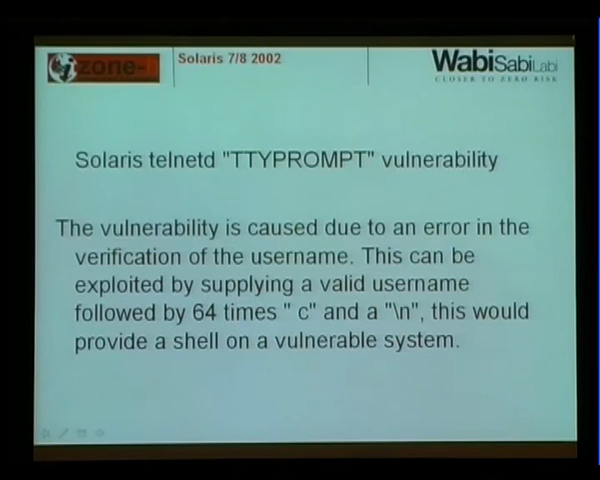 zone-
Solaris 7/8 2002
WabiSabiLabi
CLOSER TO ZERO RISK
Solaris telnetd "TTYPROMPT" vulnerability
The vulnerability is caused due to an error in the
verification of the username. This can be
exploited by supplying a valid username
followed by 64 times " c" and a "\n", this would
provide a shell on a vulnerable system.